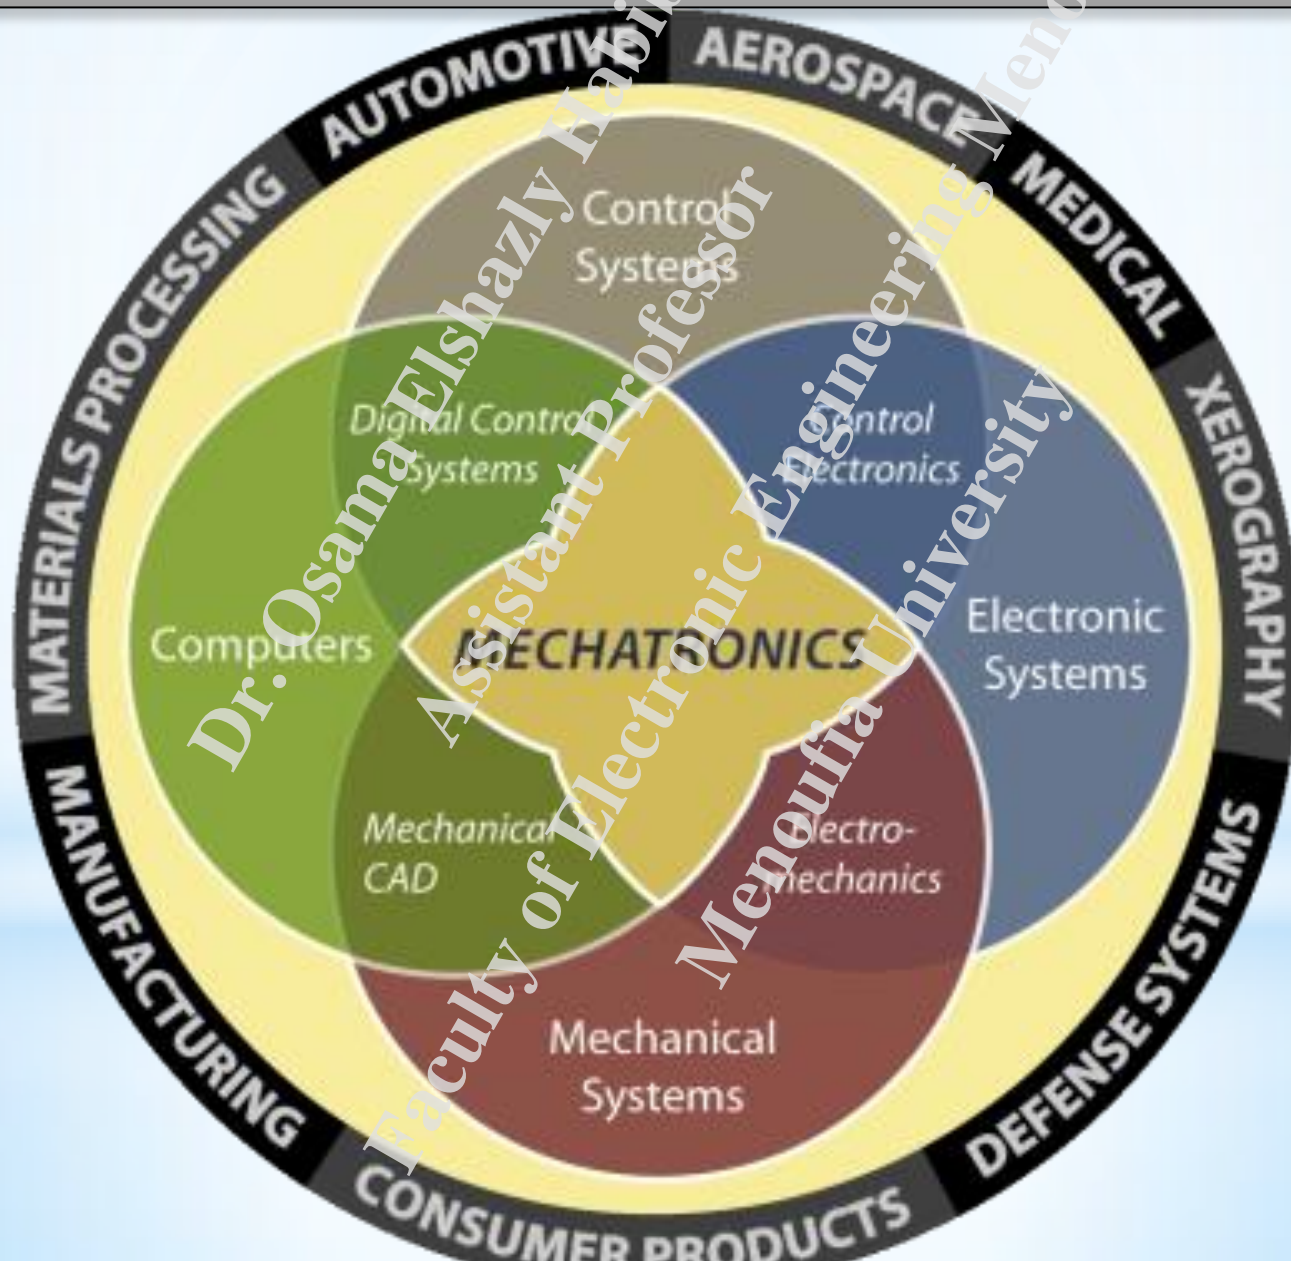 AUTOMOTIVE
AEROSPACE
MEDICAL
XEROGRAPHY
DEFENSE SYSTEMS
CONSUMER PRODUCTS
MANUFACTURING
MATERIALS PROCESSING
Control
Systems
Digital Control
Systems
Control
Electronics
Computers
MECHATRONICS
Electronic
Systems
Mechanical
CAD
Electro-
mechanics
Mechanical
Systems
Dr. Osama Elshazly
Assistant Professor
Faculty of Electronic Engineering
Menoufia University